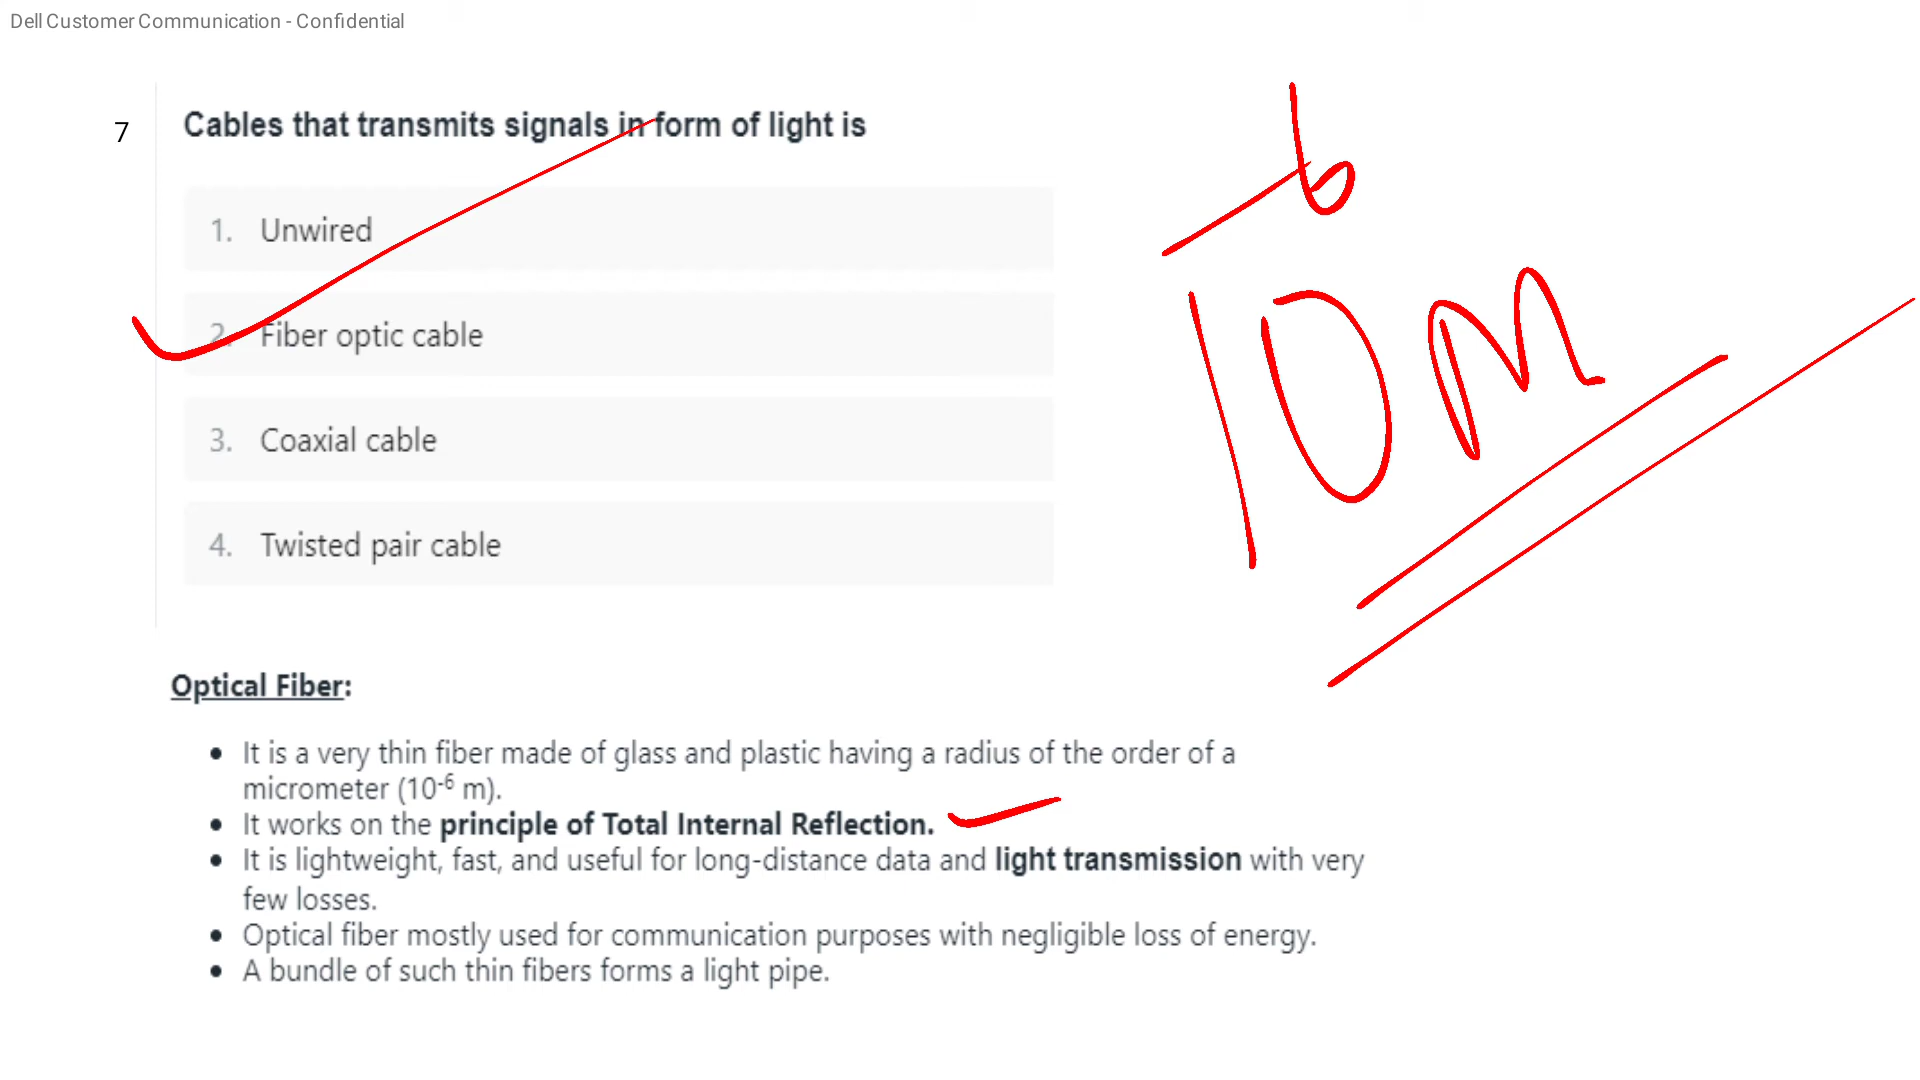 Dell Customer Communication - Confidential
7
Cables that transmits signals in form of light is
1. Unwired
2. Fiber optic cable
3. Coaxial cable
4. Twisted pair cable
10⁻⁶ m
Optical Fiber:
• It is a very thin fiber made of glass and plastic having a radius of the order of a
micrometer (10⁻⁶ m).
• It works on the principle of Total Internal Reflection.
• It is lightweight, fast, and useful for long-distance data and light transmission with very
few losses.
• Optical fiber mostly used for communication purposes with negligible loss of energy.
• A bundle of such thin fibers forms a light pipe.